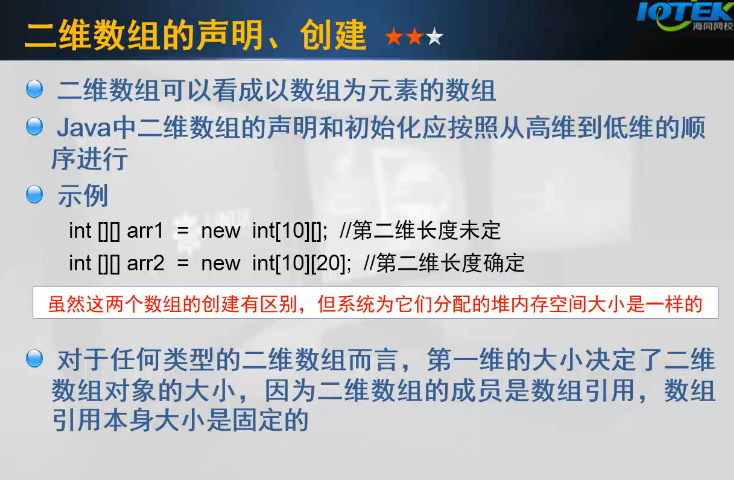 IOTEK
海同网校
二维数组的声明、创建
二维数组可以看成以数组为元素的数组
Java中二维数组的声明和初始化应按照从高维到低维的顺
序进行
示例
int [][] arr1 = new int[10][]; //第二维长度未定
int [][] arr2 = new int[10][20]; //第二维长度确定
虽然这两个数组的创建有区别，但系统为它们分配的堆内存空间大小是一样的
对于任何类型的二维数组而言，第一维的大小决定了二维
数组对象的大小，因为二维数组的成员是数组引用，数组
引用本身大小是固定的